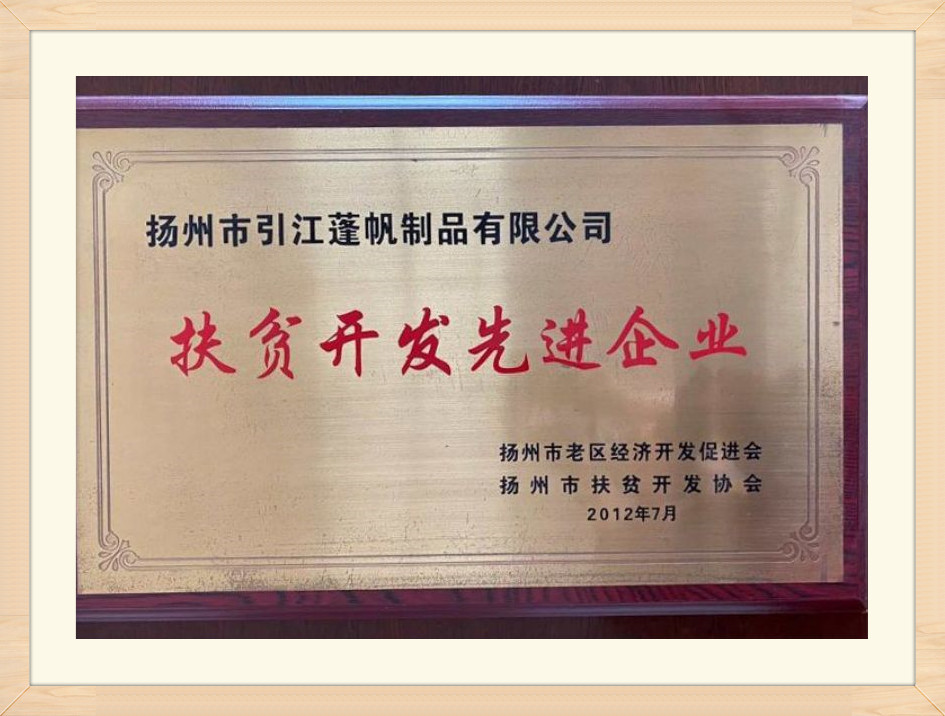 扬州市引江蓬帆制品有限公司
扶贫开发先进企业
扬州市老区经济开发促进会
扬州市扶贫开发协会
2012年7月